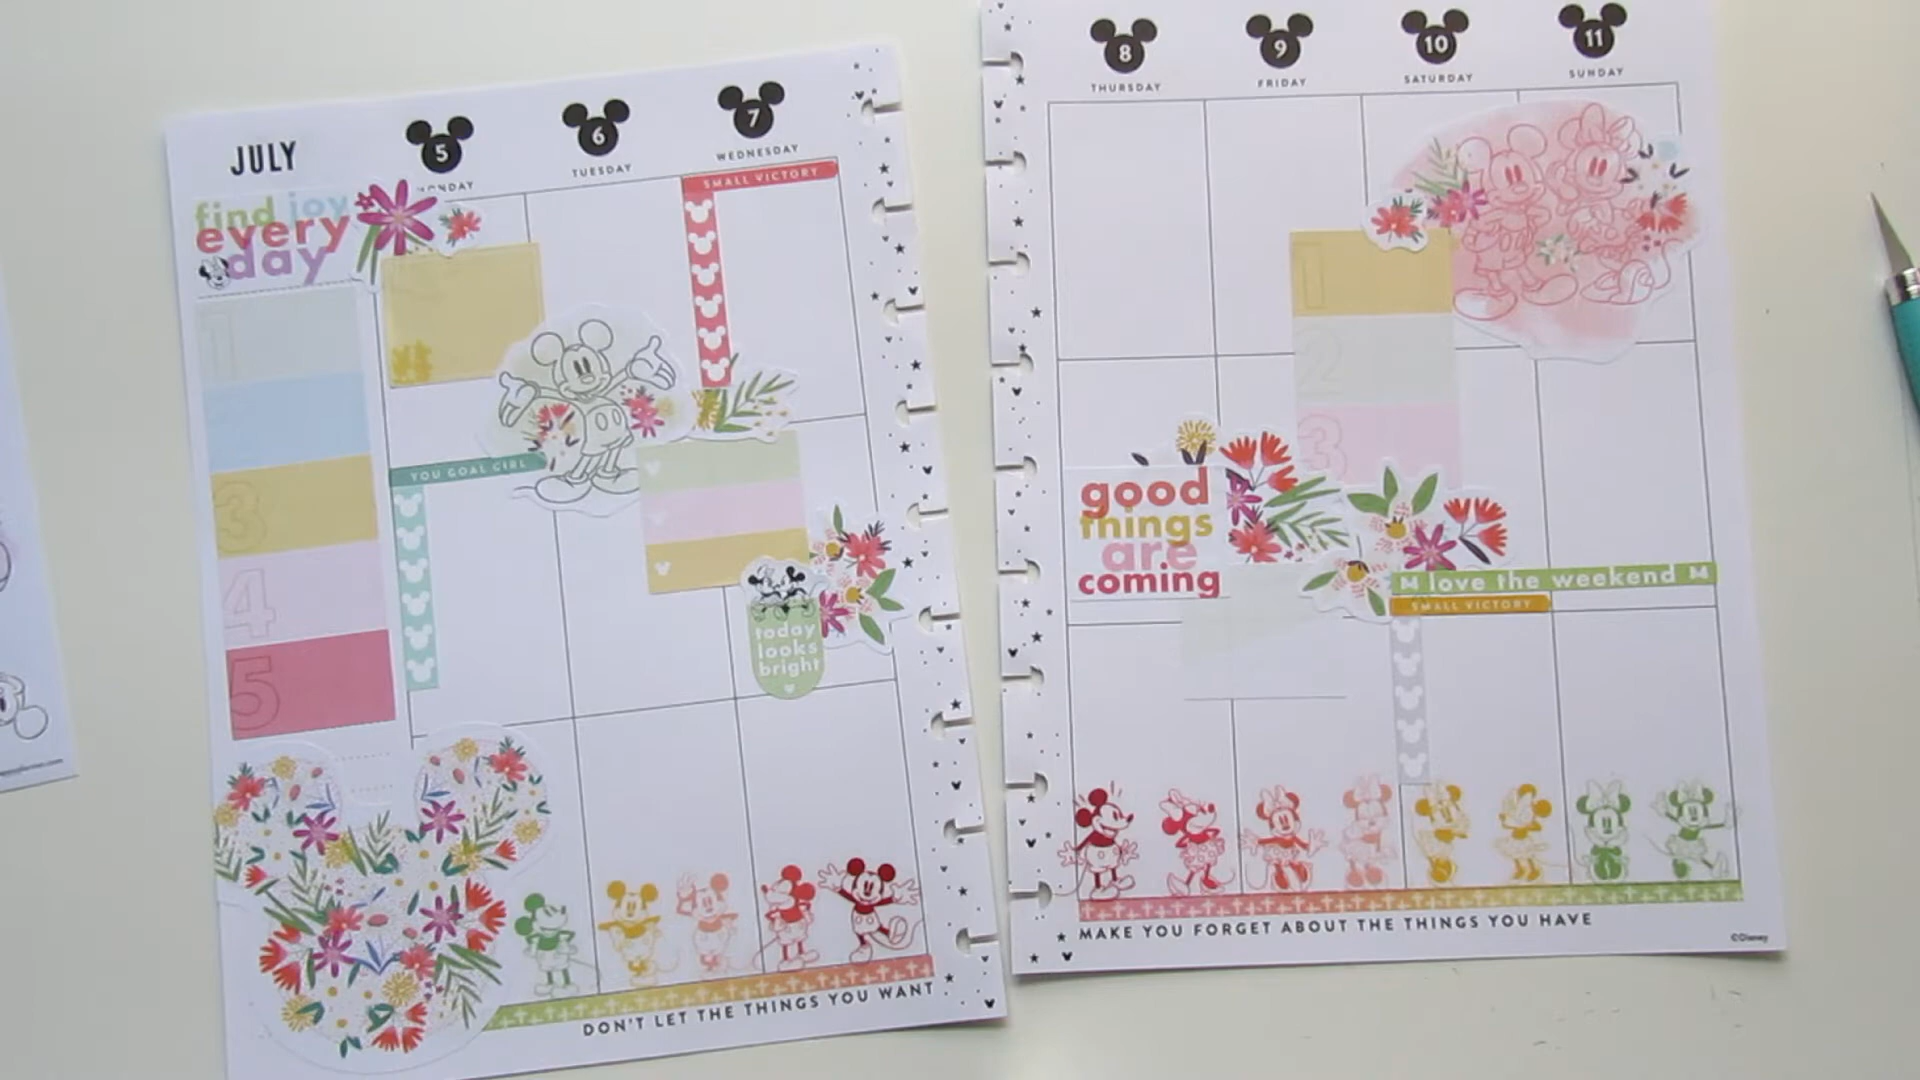 JULY
5
MONDAY
6
TUESDAY
7
WEDNESDAY
find joy
every
day
SMALL VICTORY
1
3
4
5
YOU GOAL GIRL
today
looks
bright
DON'T LET THE THINGS YOU WANT
8
THURSDAY
9
FRIDAY
10
SATURDAY
11
SUNDAY
1
2
3
good
things
are
coming
love the weekend
SMALL VICTORY
MAKE YOU FORGET ABOUT THE THINGS YOU HAVE
©Disney